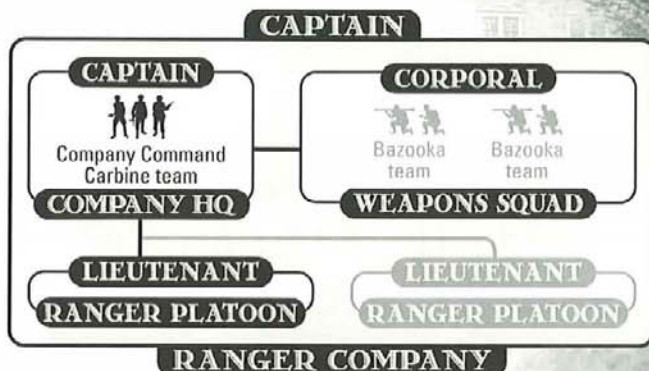 CAPTAIN
CAPTAIN
Company Command
Carbine team
COMPANY HQ
CORPORAL
Bazooka
team
Bazooka
team
WEAPONS SQUAD
LIEUTENANT
RANGER PLATOON
LIEUTENANT
RANGER PLATOON
RANGER COMPANY